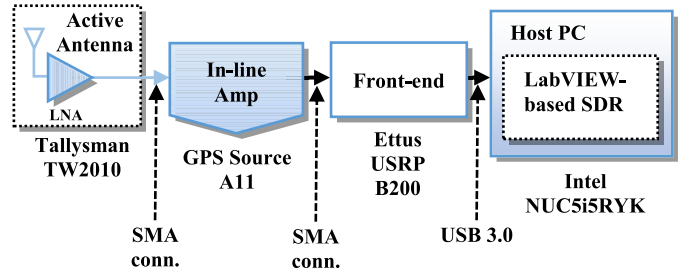 Active
Antenna
LNA
Tallysman
TW2010
In-line
Amp
GPS Source
A11
Front-end
Ettus
USRP
B200
Host PC
LabVIEW-
based SDR
Intel
NUC5i5RYK
SMA
conn.
SMA
conn.
USB 3.0